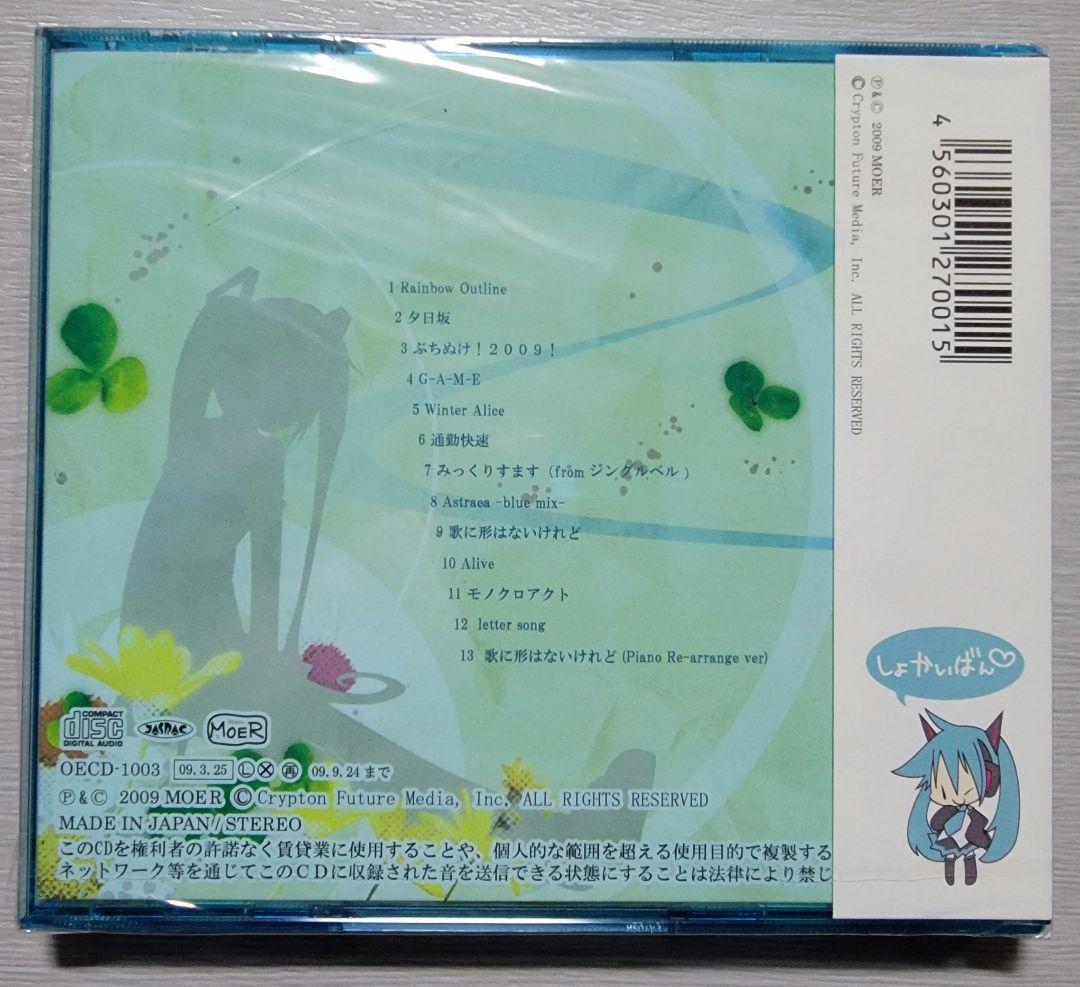 1 Rainbow Outline
2 夕日坂
3 ぶちぬけ！２００９！
4 G-A-M-E
5 Winter Alice
6 通勤快速
7 みっくりすます (from ジングルベル )
8 Astraea -blue mix-
9 歌に形はないけれど
10 Alive
11 モノクロアクト
12 letter song
13 歌に形はないけれど (Piano Re-arrange ver)
COMPACT
disc
DIGITAL AUDIO
JASRAC
MOER
OECD-1003 09.3.25 Ⓛ Ⓧ ㊢ 09.9.24 まで
Ⓟ & Ⓒ 2009 MOER ⒸCrypton Future Media, Inc. ALL RIGHTS RESERVED
MADE IN JAPAN // STEREO
このCDを権利者の許諾なく賃貸業に使用することや、個人的な範囲を超える使用目的で複製する
ネットワーク等を通じてこのＣＤに収録された音を送信できる状態にすることは法律により禁じ
Ⓟ & Ⓒ 2009 MOER
Ⓒ Crypton Future Media, Inc. ALL RIGHTS RESERVED
4 560301 270015
しょかいばん♡